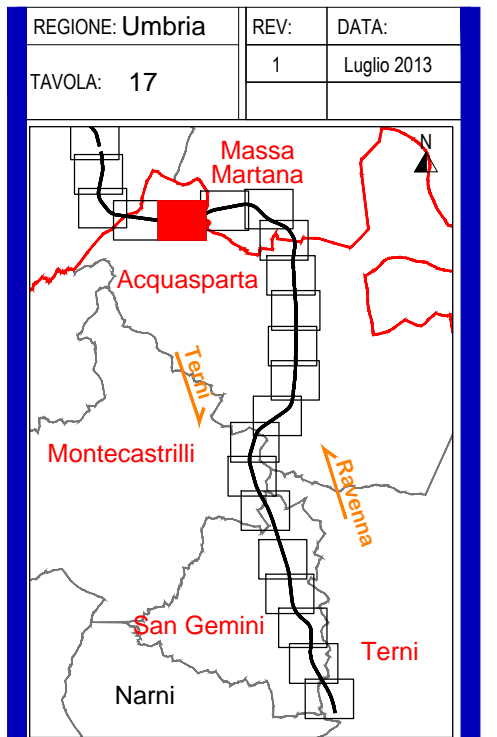 REGIONE: Umbria
REV:
DATA:
TAVOLA: 17
1
Luglio 2013
N
Massa
Martana
Acquasparta
Terni
Montecastrilli
Ravenna
San Gemini
Terni
Narni